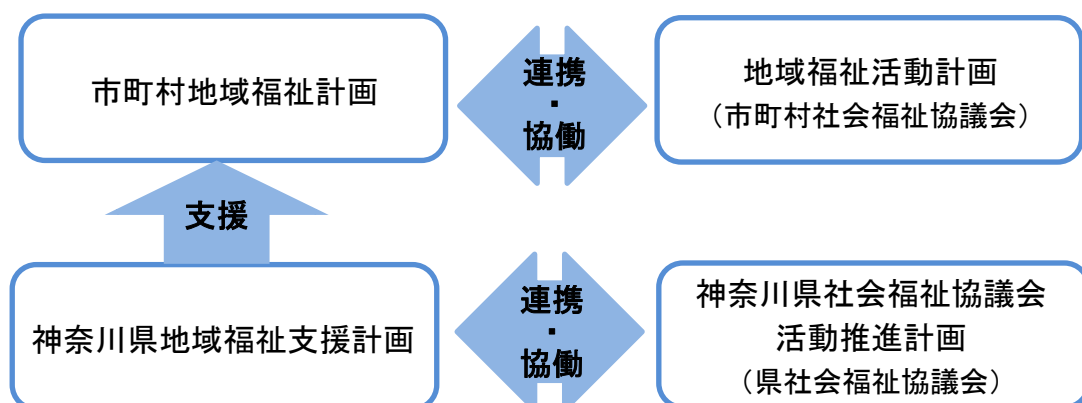 市町村地域福祉計画
連携
・
協働
地域福祉活動計画
（市町村社会福祉協議会）
支援
神奈川県地域福祉支援計画
連携
・
協働
神奈川県社会福祉協議会
活動推進計画
（県社会福祉協議会）